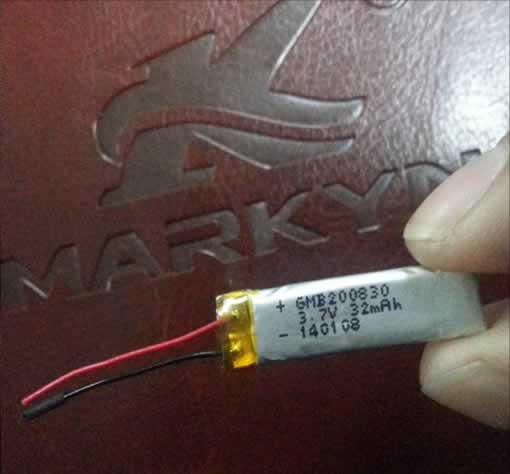 MARKYN
+ GMB200830
3.7V 32mAh
- 140108